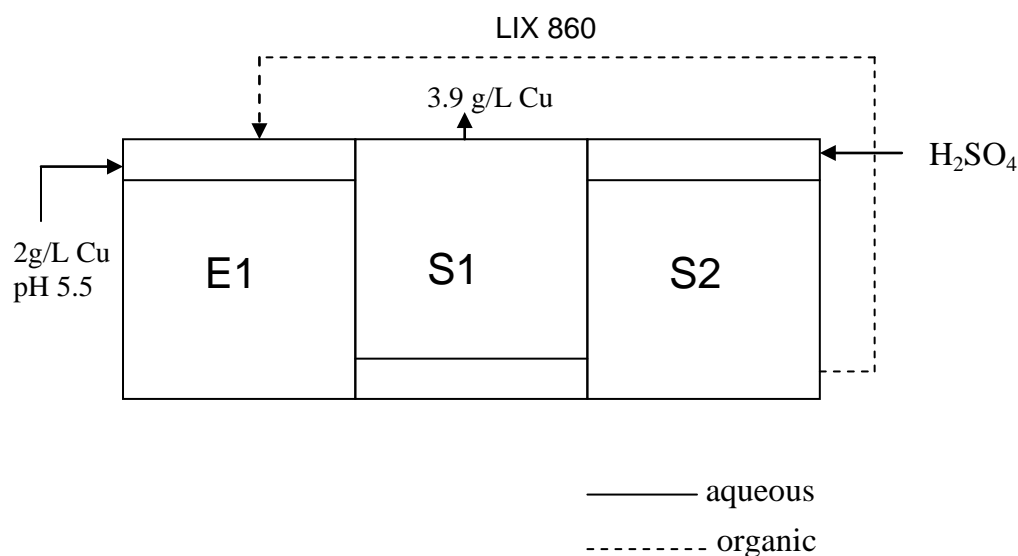 LIX 860
3.9 g/L Cu
H₂SO₄
2g/L Cu
pH 5.5
E1
S1
S2
aqueous
organic